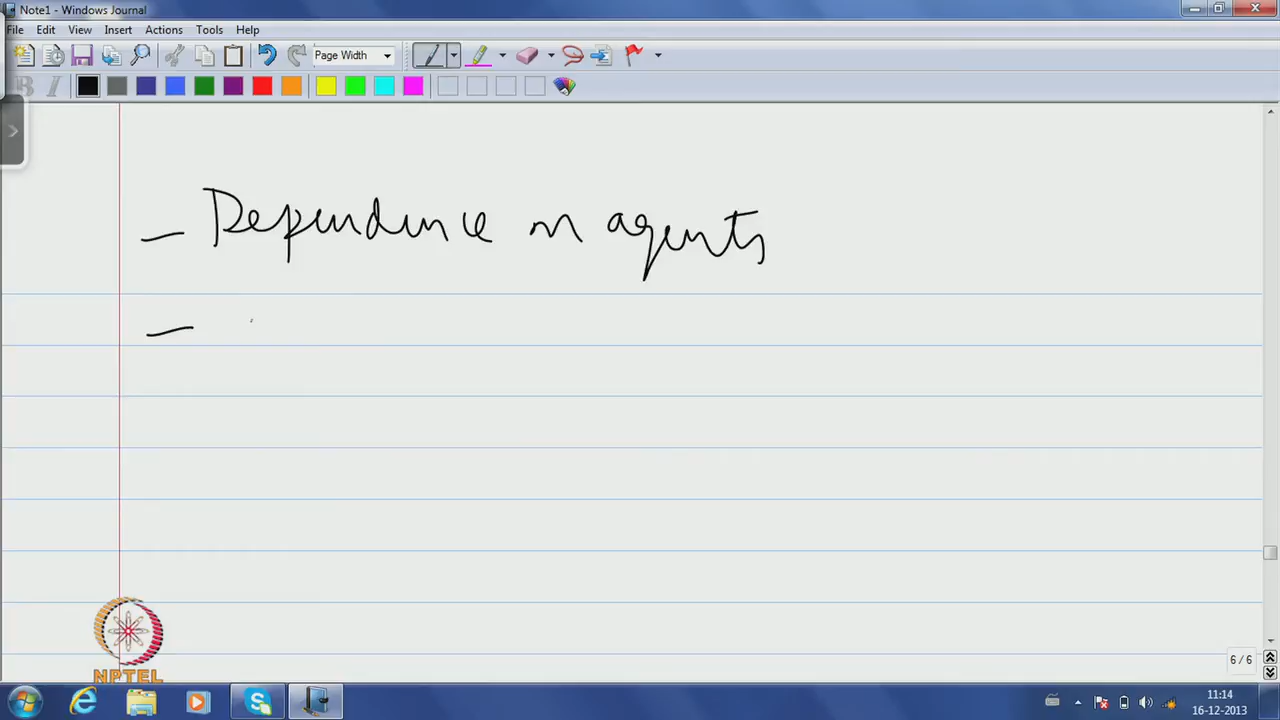 Note1 - Windows Journal
File Edit View Insert Actions Tools Help
Page Width
B I
– Dependence on agents
–
6 / 6
NPTEL
11:14
16-12-2013